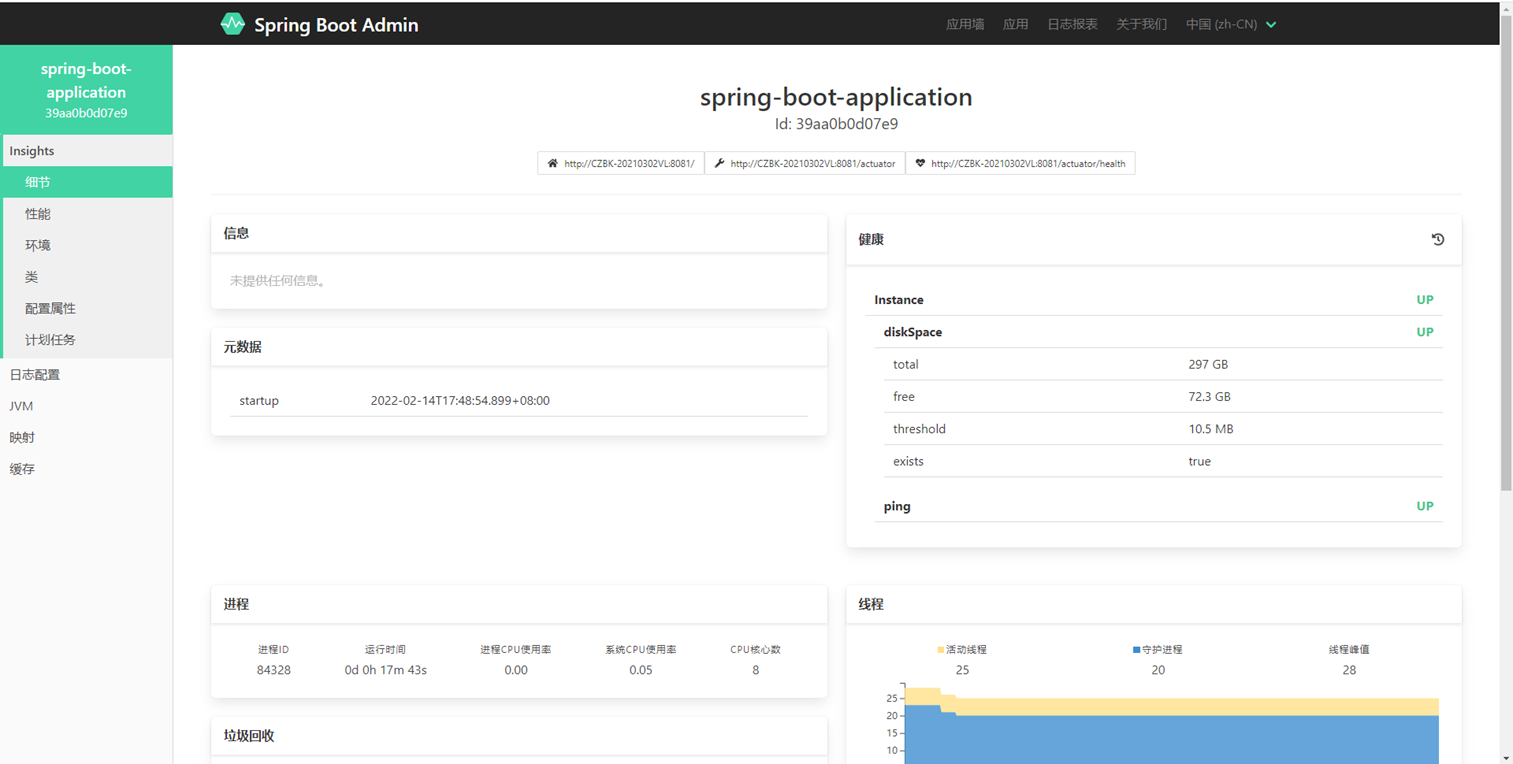 Spring Boot Admin
应用墙 应用 日志报表 关于我们 中国 (zh-CN)
spring-boot-
application
39aa0b0d07e9
Insights
细节
性能
环境
类
配置属性
计划任务
日志配置
JVM
映射
缓存
spring-boot-application
Id: 39aa0b0d07e9
http://CZBK-20210302VL:8081/ http://CZBK-20210302VL:8081/actuator http://CZBK-20210302VL:8081/actuator/health
信息
未提供任何信息。
元数据
startup 2022-02-14T17:48:54.899+08:00
健康
Instance UP
diskSpace UP
total 297 GB
free 72.3 GB
threshold 10.5 MB
exists true
ping UP
进程
进程ID 运行时间 进程CPU使用率 系统CPU使用率 CPU核心数
84328 0d 0h 17m 43s 0.00 0.05 8
垃圾回收
线程
活动线程 守护进程 线程峰值
25 20 28
25
20
15
10